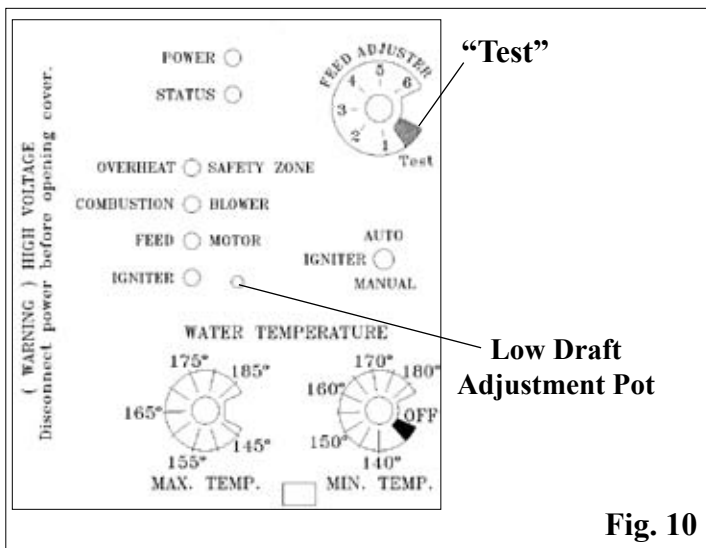 ( WARNING ) HIGH VOLTAGE
Disconnect power before opening cover.
POWER
STATUS
FEED ADJUSTER
1 2 3 4 5 6
Test
“Test”
OVERHEAT SAFETY ZONE
COMBUSTION BLOWER
FEED MOTOR
IGNITER
AUTO
IGNITER
MANUAL
Low Draft
Adjustment Pot
WATER TEMPERATURE
175° 185°
165°
155° 145°
MAX. TEMP.
170° 180°
160° OFF
150°
140°
MIN. TEMP.
Fig. 10